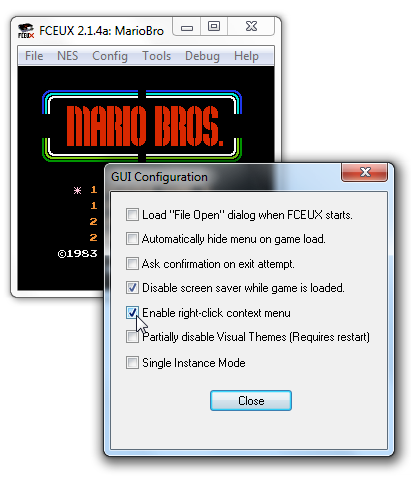 FCEUX 2.1.4a: MarioBro
File NES Config Tools Debug Help
MARIO BROS.
1
1
2
2
©1983
GUI Configuration
Load "File Open" dialog when FCEUX starts.
Automatically hide menu on game load.
Ask confirmation on exit attempt.
Disable screen saver while game is loaded.
Enable right-click context menu
Partially disable Visual Themes (Requires restart)
Single Instance Mode
Close